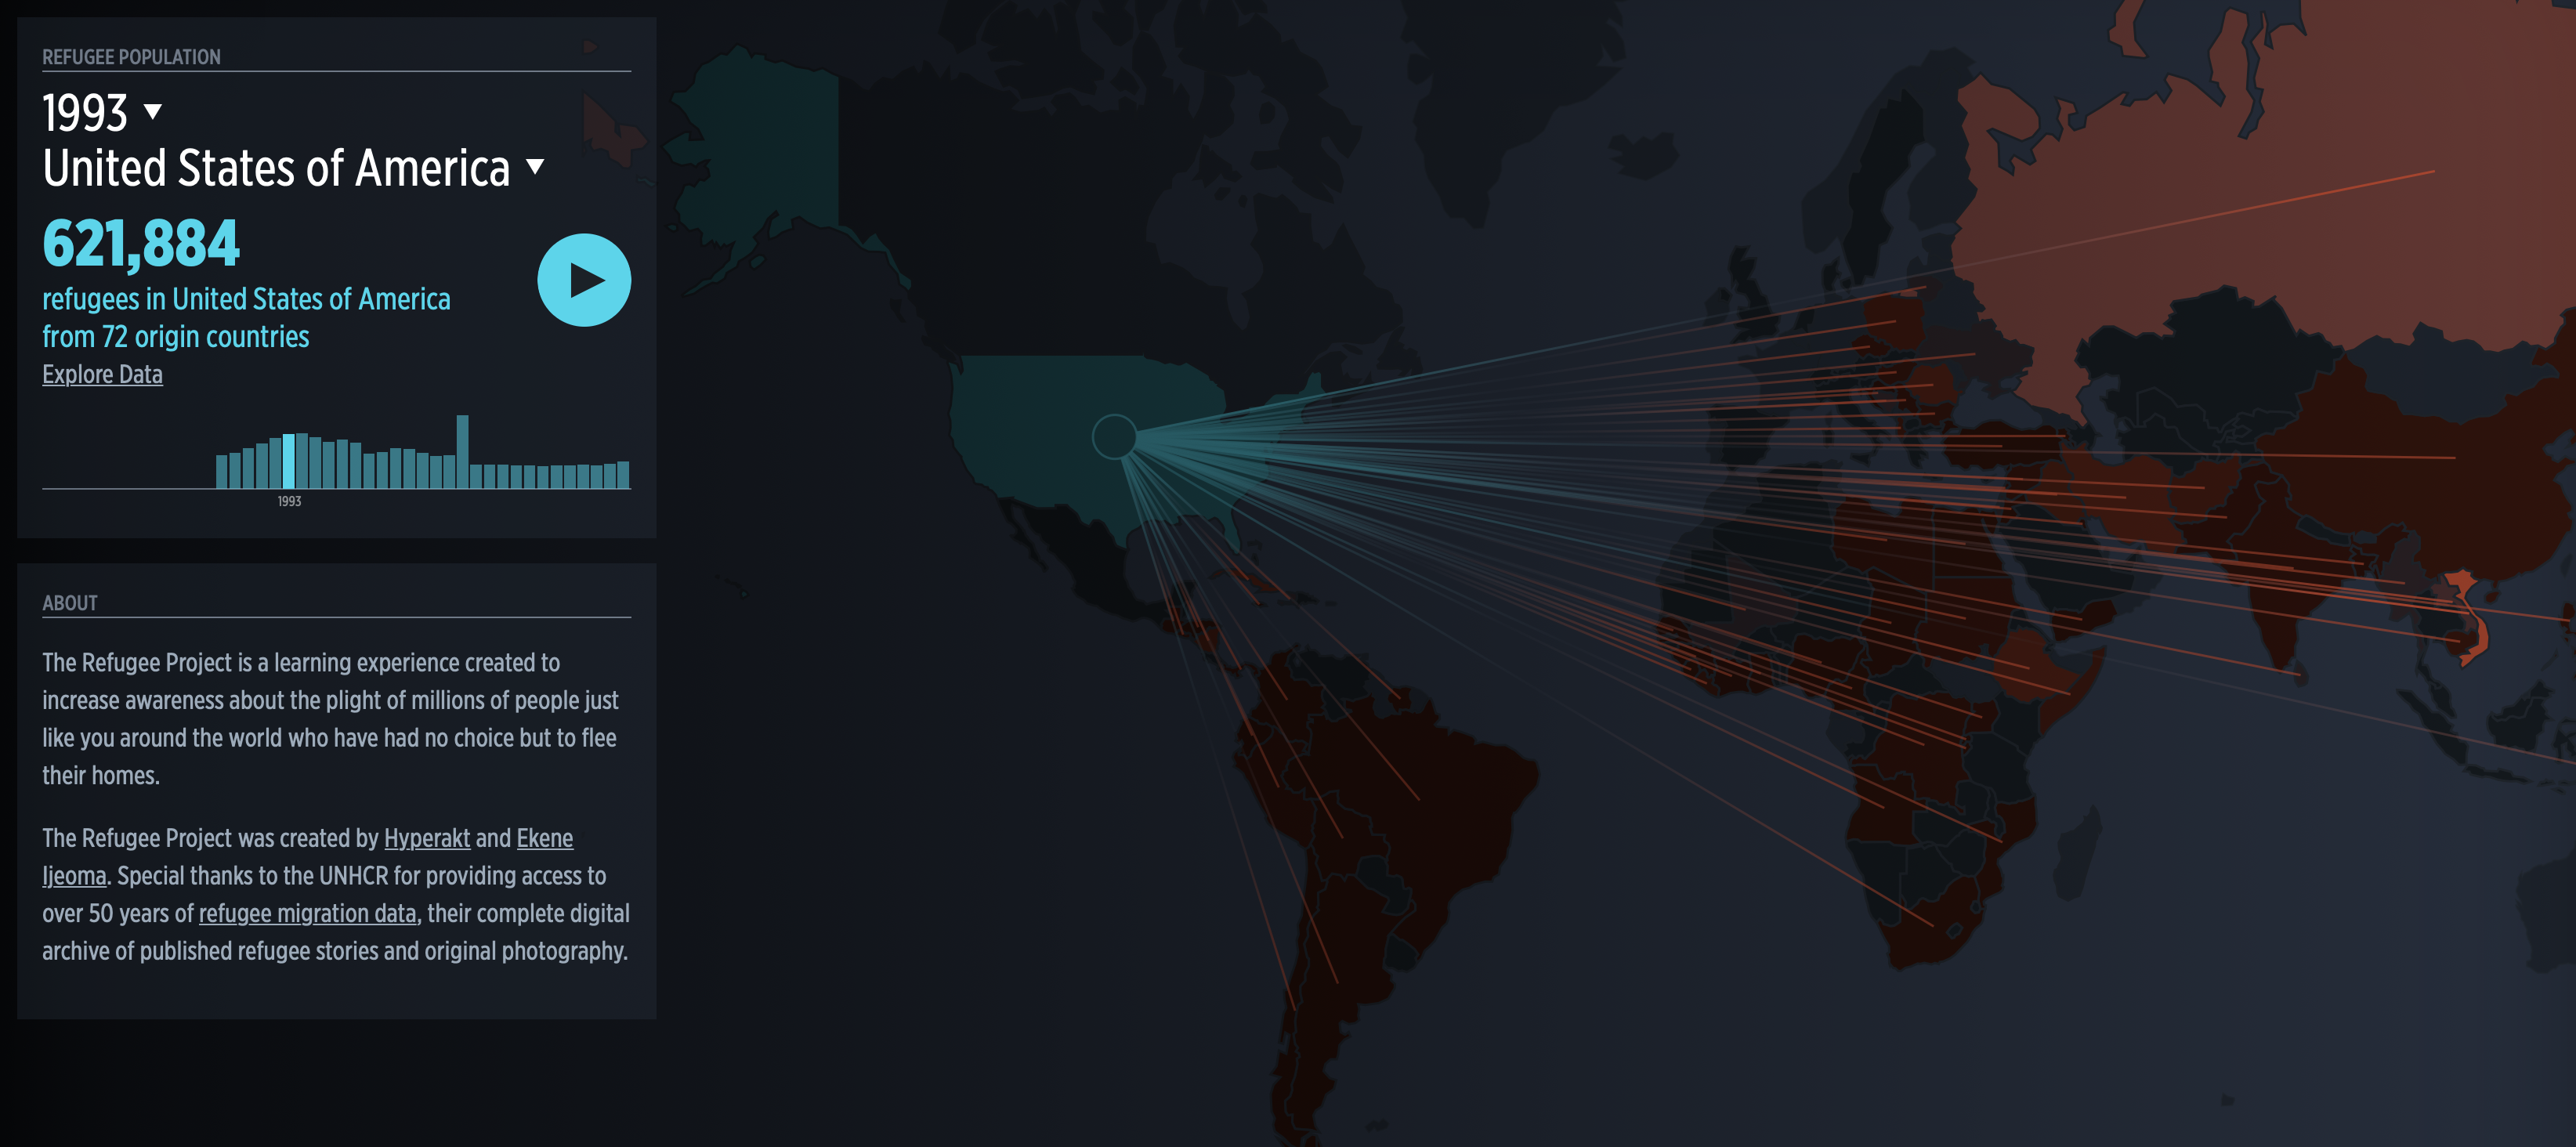 REFUGEE POPULATION
1993
United States of America
621,884
refugees in United States of America
from 72 origin countries
Explore Data
1993
ABOUT
The Refugee Project is a learning experience created to
increase awareness about the plight of millions of people just
like you around the world who have had no choice but to flee
their homes.
The Refugee Project was created by Hyperakt and Ekene
Ijeoma. Special thanks to the UNHCR for providing access to
over 50 years of refugee migration data, their complete digital
archive of published refugee stories and original photography.